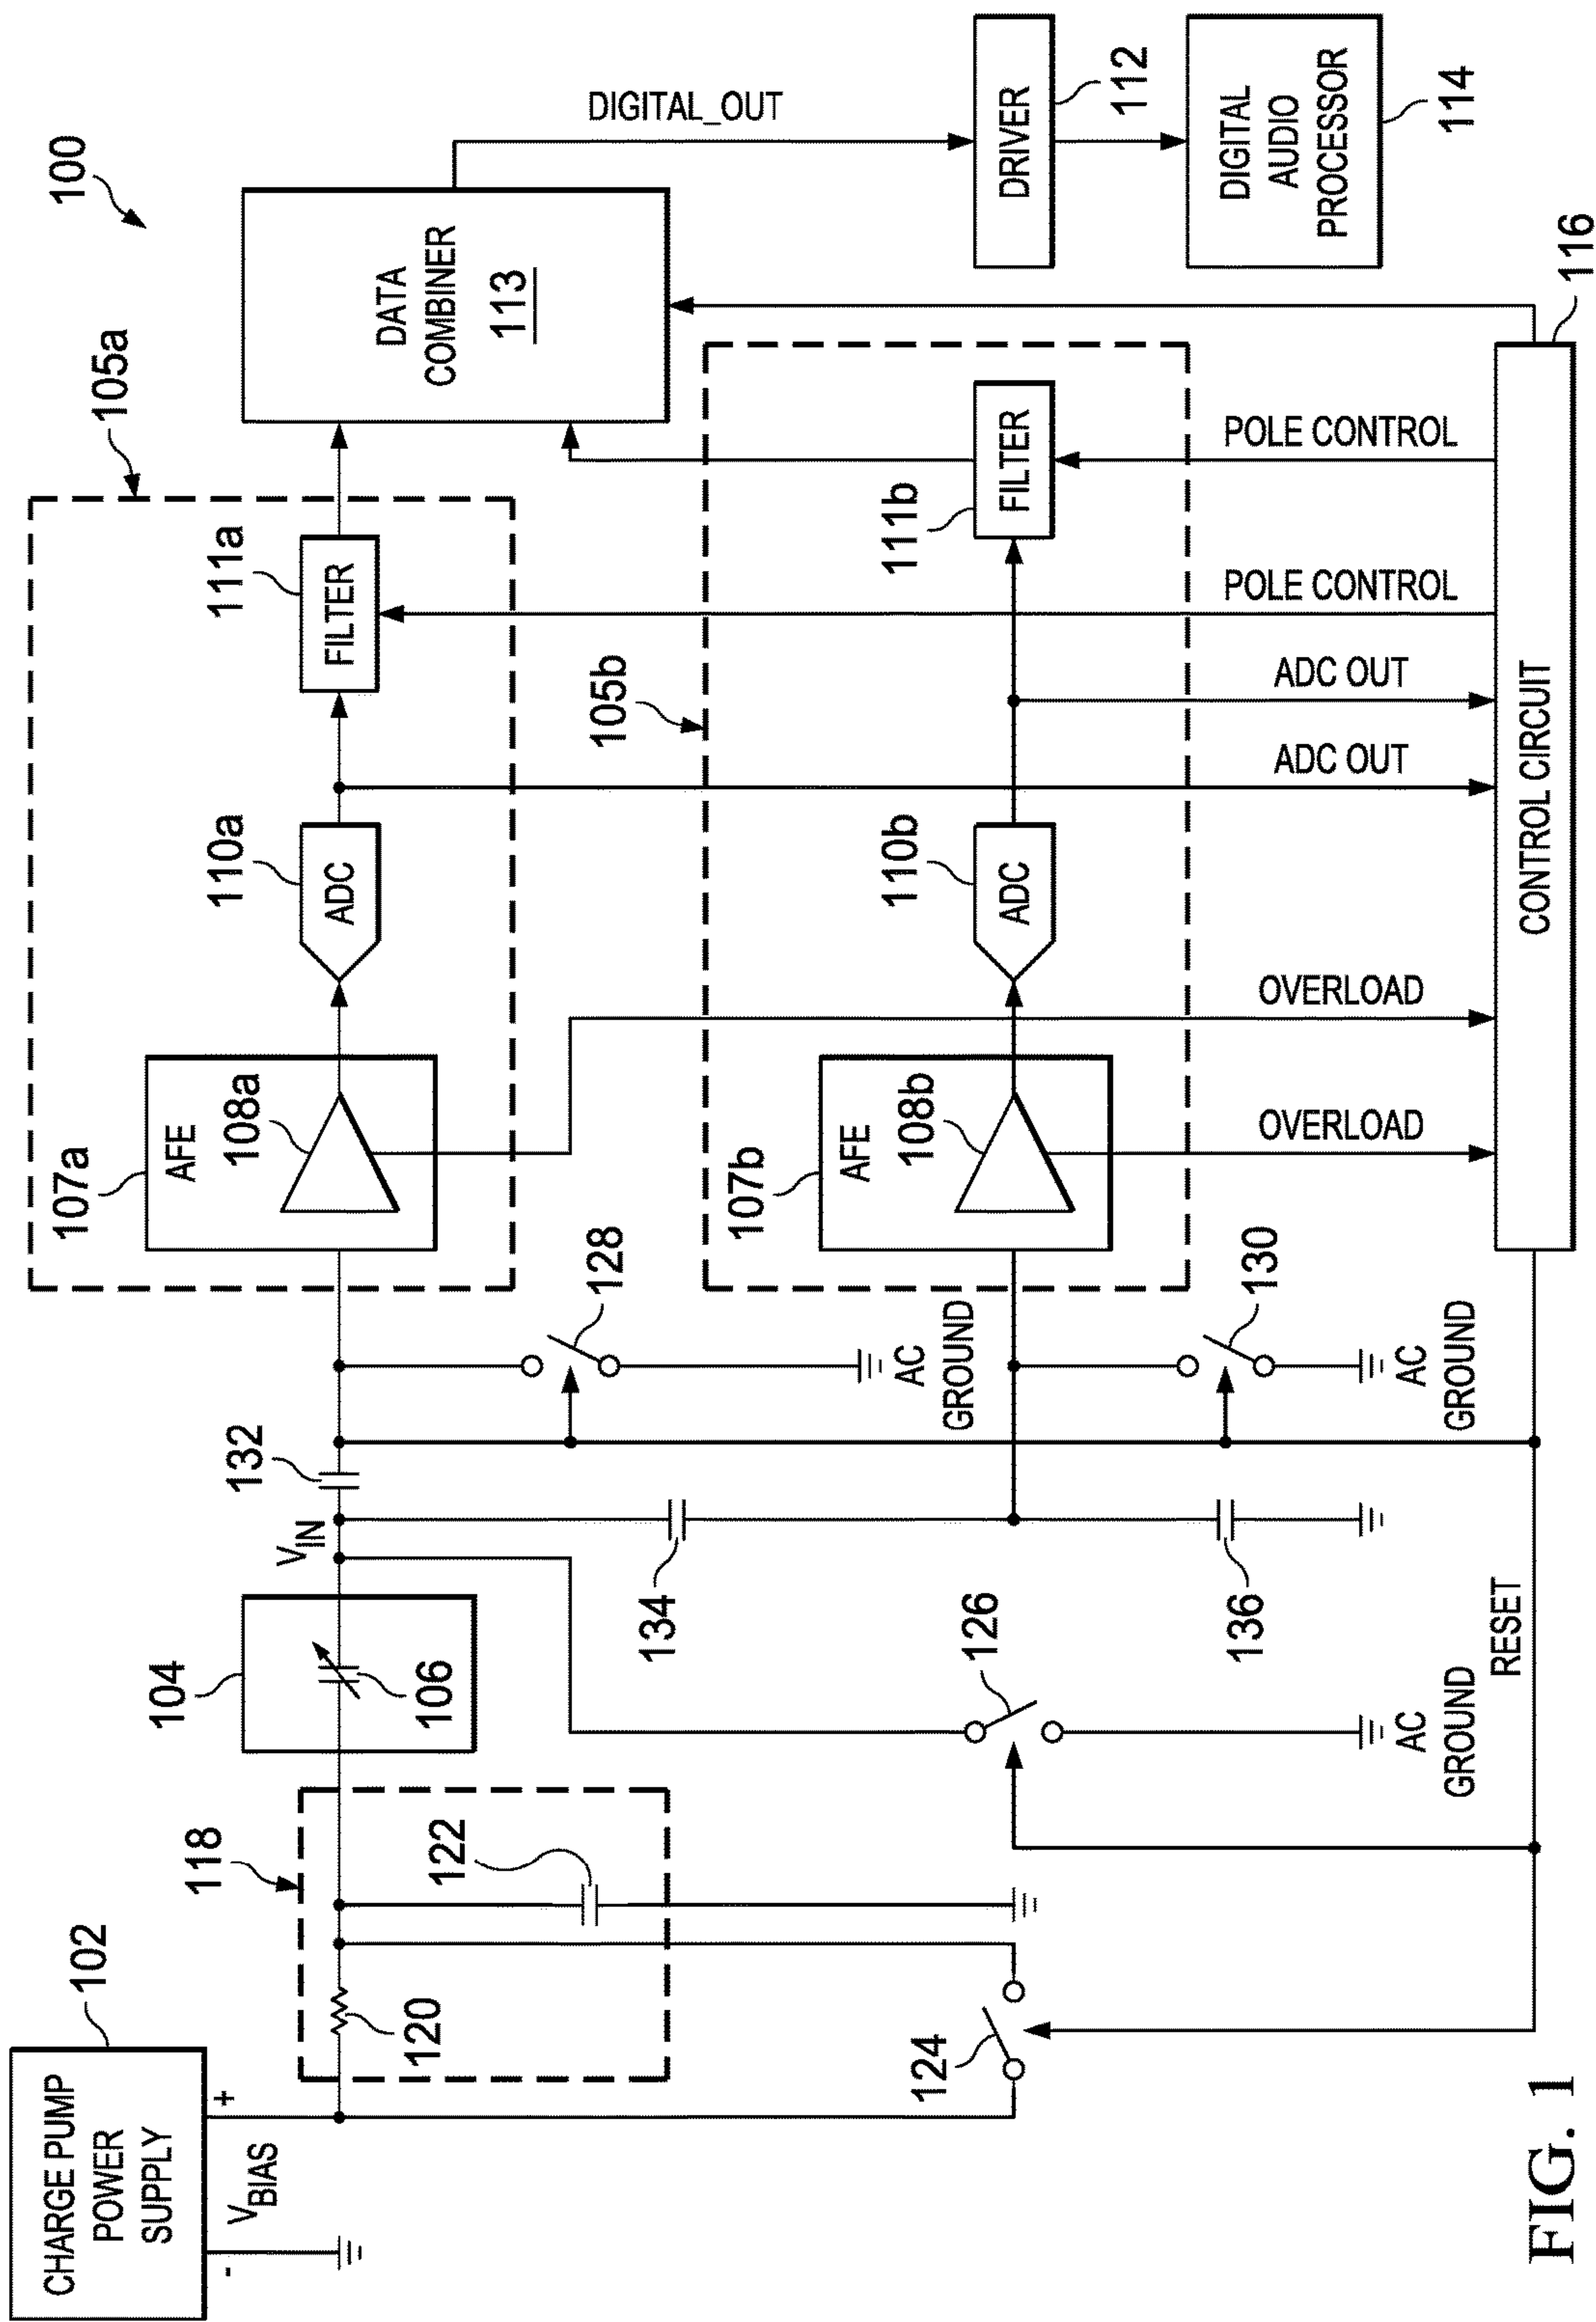 100
CHARGE PUMP
POWER
SUPPLY
102
+
-
VBIAS
118
120
122
124
104
106
VIN
126
AC
GROUND
RESET
132
134
136
128
AC
GROUND
130
AC
GROUND
105a
107a
AFE
108a
110a
ADC
111a
FILTER
105b
107b
AFE
108b
110b
ADC
111b
FILTER
OVERLOAD
OVERLOAD
ADC OUT
ADC OUT
POLE CONTROL
POLE CONTROL
CONTROL CIRCUIT
116
DATA
COMBINER
113
DIGITAL_OUT
DRIVER
112
DIGITAL
AUDIO
PROCESSOR
114
FIG. 1